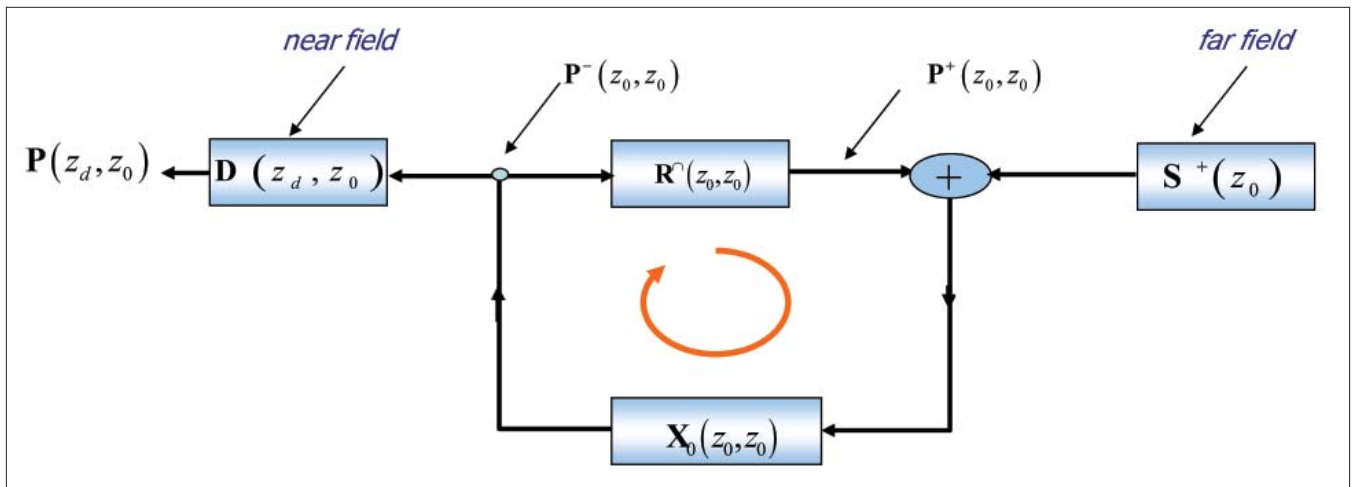 near field
far field
P⁻(z₀,z₀)
P⁺(z₀,z₀)
P(z_d,z₀)
D (z_d,z₀)
R^∩(z₀,z₀)
+
S⁺(z₀)
X₀(z₀,z₀)